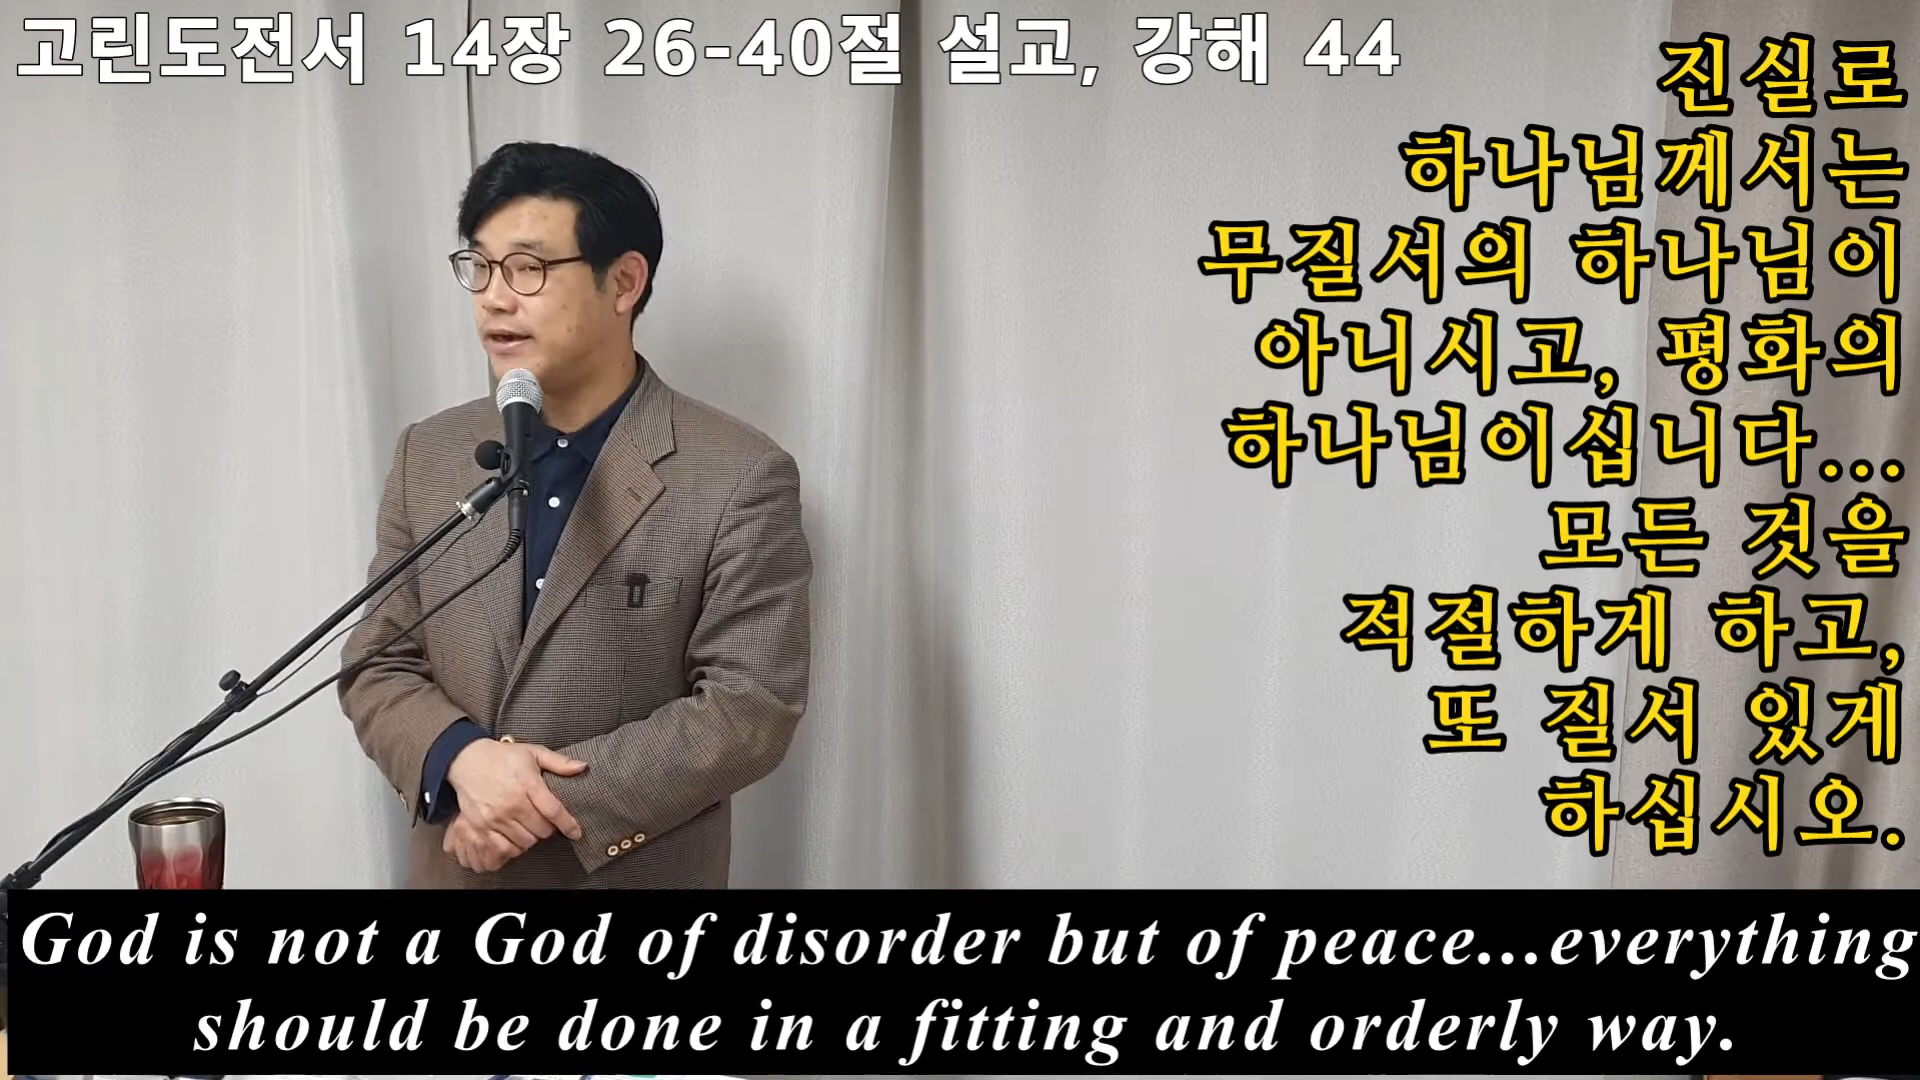 고린도전서 14장 26-40절 설교, 강해 44
진실로
하나님께서는
무질서의 하나님이
아니시고, 평화의
하나님이십니다...
모든 것을
적절하게 하고,
또 질서 있게
하십시오.
God is not a God of disorder but of peace...everything
should be done in a fitting and orderly way.